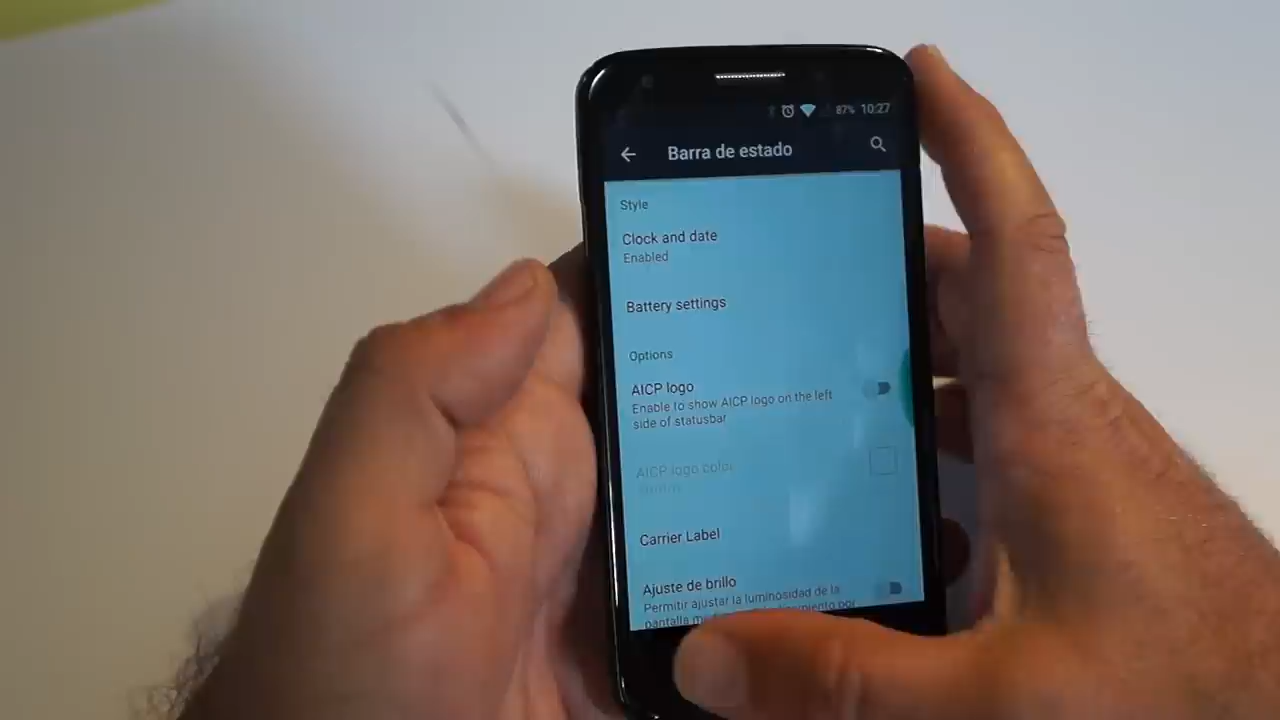 87% 10:27
Barra de estado
Style
Clock and date
Enabled
Battery settings
Options
AICP logo
Enable to show AICP logo on the left
side of statusbar
AICP logo color
Carrier Label
Ajuste de brillo
Permitir ajustar la luminosidad de la
pantalla por